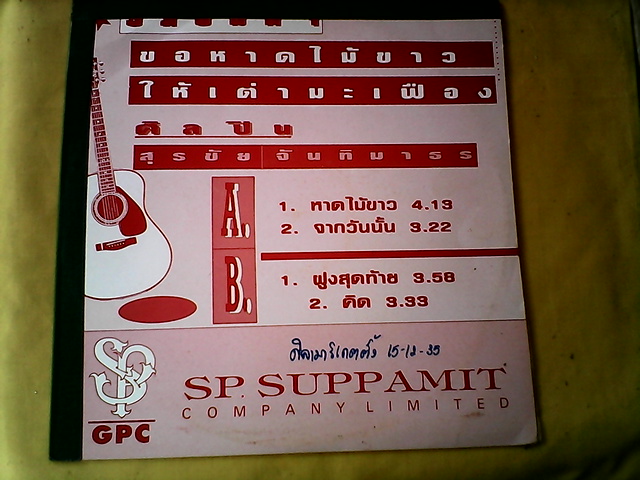 ขอหาดไม้ขาว
ให้เต่ามะเฟือง
ศิลปิน
สุรชัย จันทิมาธร
A.
1. หาดไม้ขาว 4.13
2. จากวันนั้น 3.22
B.
1. ฝูงสุดท้าย 3.58
2. คิด 3.33
15-12-35
SP
SP. SUPPAMIT
COMPANY LIMITED
GPC